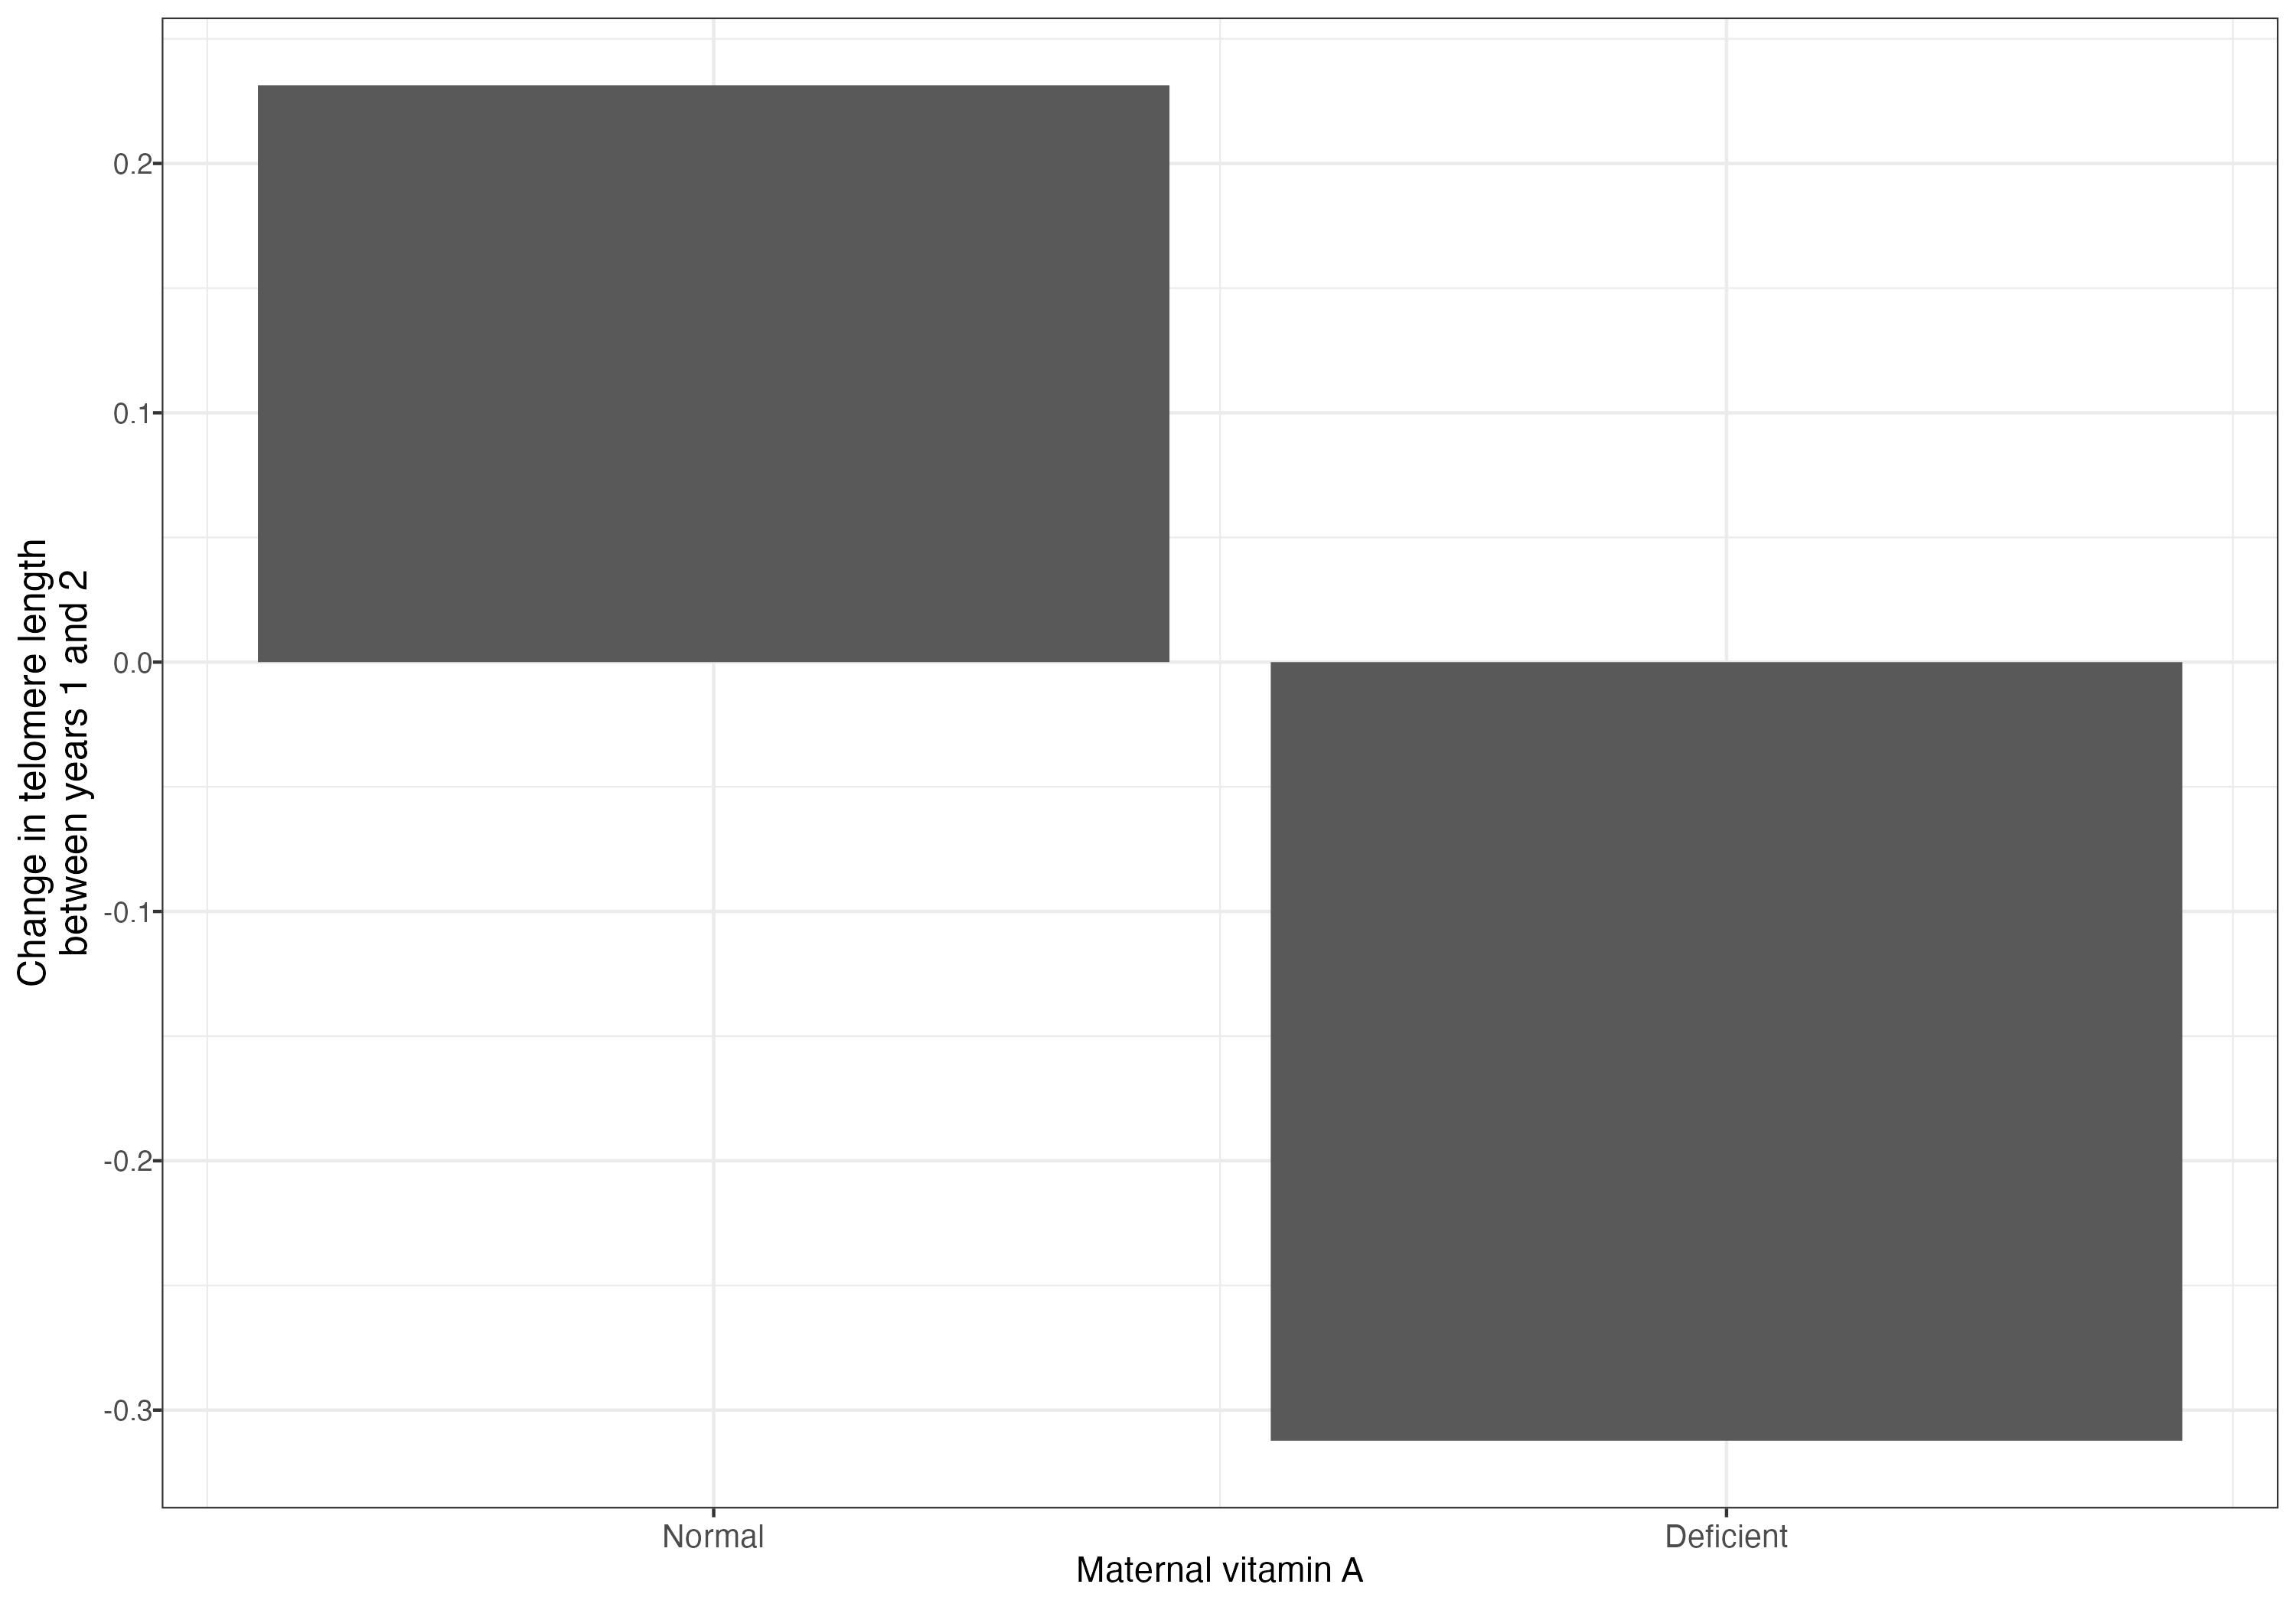 Change in telomere length
between years 1 and 2
0.2
0.1
0.0
-0.1
-0.2
-0.3
Normal
Deficient
Maternal vitamin A